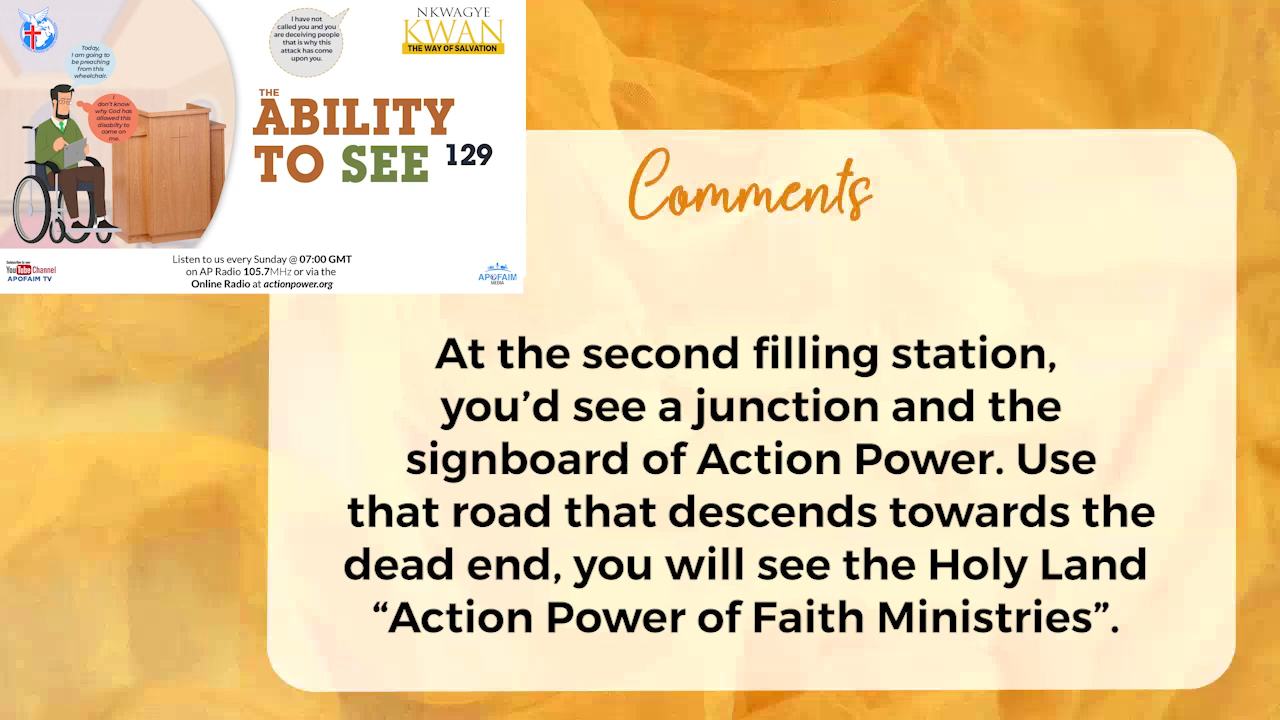 Today,
I am going to
be preaching
from this
wheelchair.
I
don't know
why God has
allowed this
disability to
come on
me.
I have not
called you and you
are deceiving people
that is why this
attack has come
upon you.
NKWAGYE
KWAN
THE WAY OF SALVATION
THE
ABILITY
TO SEE 129
Listen to us every Sunday @ 07:00 GMT
on AP Radio 105.7MHz or via the
Online Radio at actionpower.org
Subscribe to our
YouTube Channel
APOFAIM TV
APOFAIM
MEDIA
Comments
At the second filling station,
you’d see a junction and the
signboard of Action Power. Use
that road that descends towards the
dead end, you will see the Holy Land
“Action Power of Faith Ministries”.